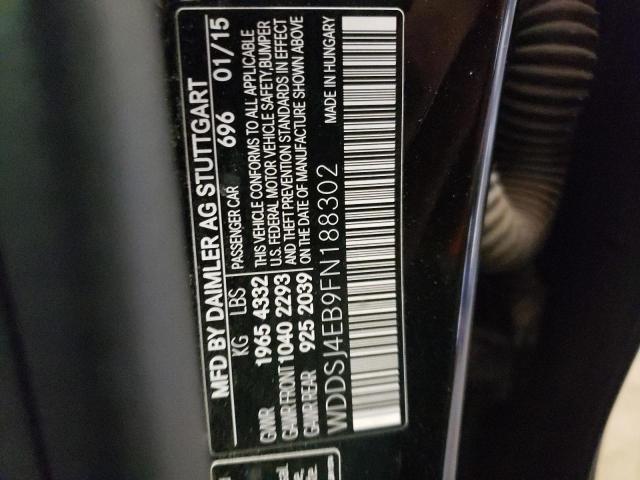 MFD BY DAIMLER AG STUTTGART
KG LBS PASSENGER CAR 696 01/15
GWR 1965 4332 THIS VEHICLE CONFORMS TO ALL APPLICABLE
GAWR FRONT 1040 2293 U.S. FEDERAL MOTOR VEHICLE SAFETY, BUMPER
GAWR REAR 925 2039 AND THEFT PREVENTION STANDARDS IN EFFECT
ON THE DATE OF MANUFACTURE SHOWN ABOVE
WDDSJ4EB9FN188302 MADE IN HUNGARY